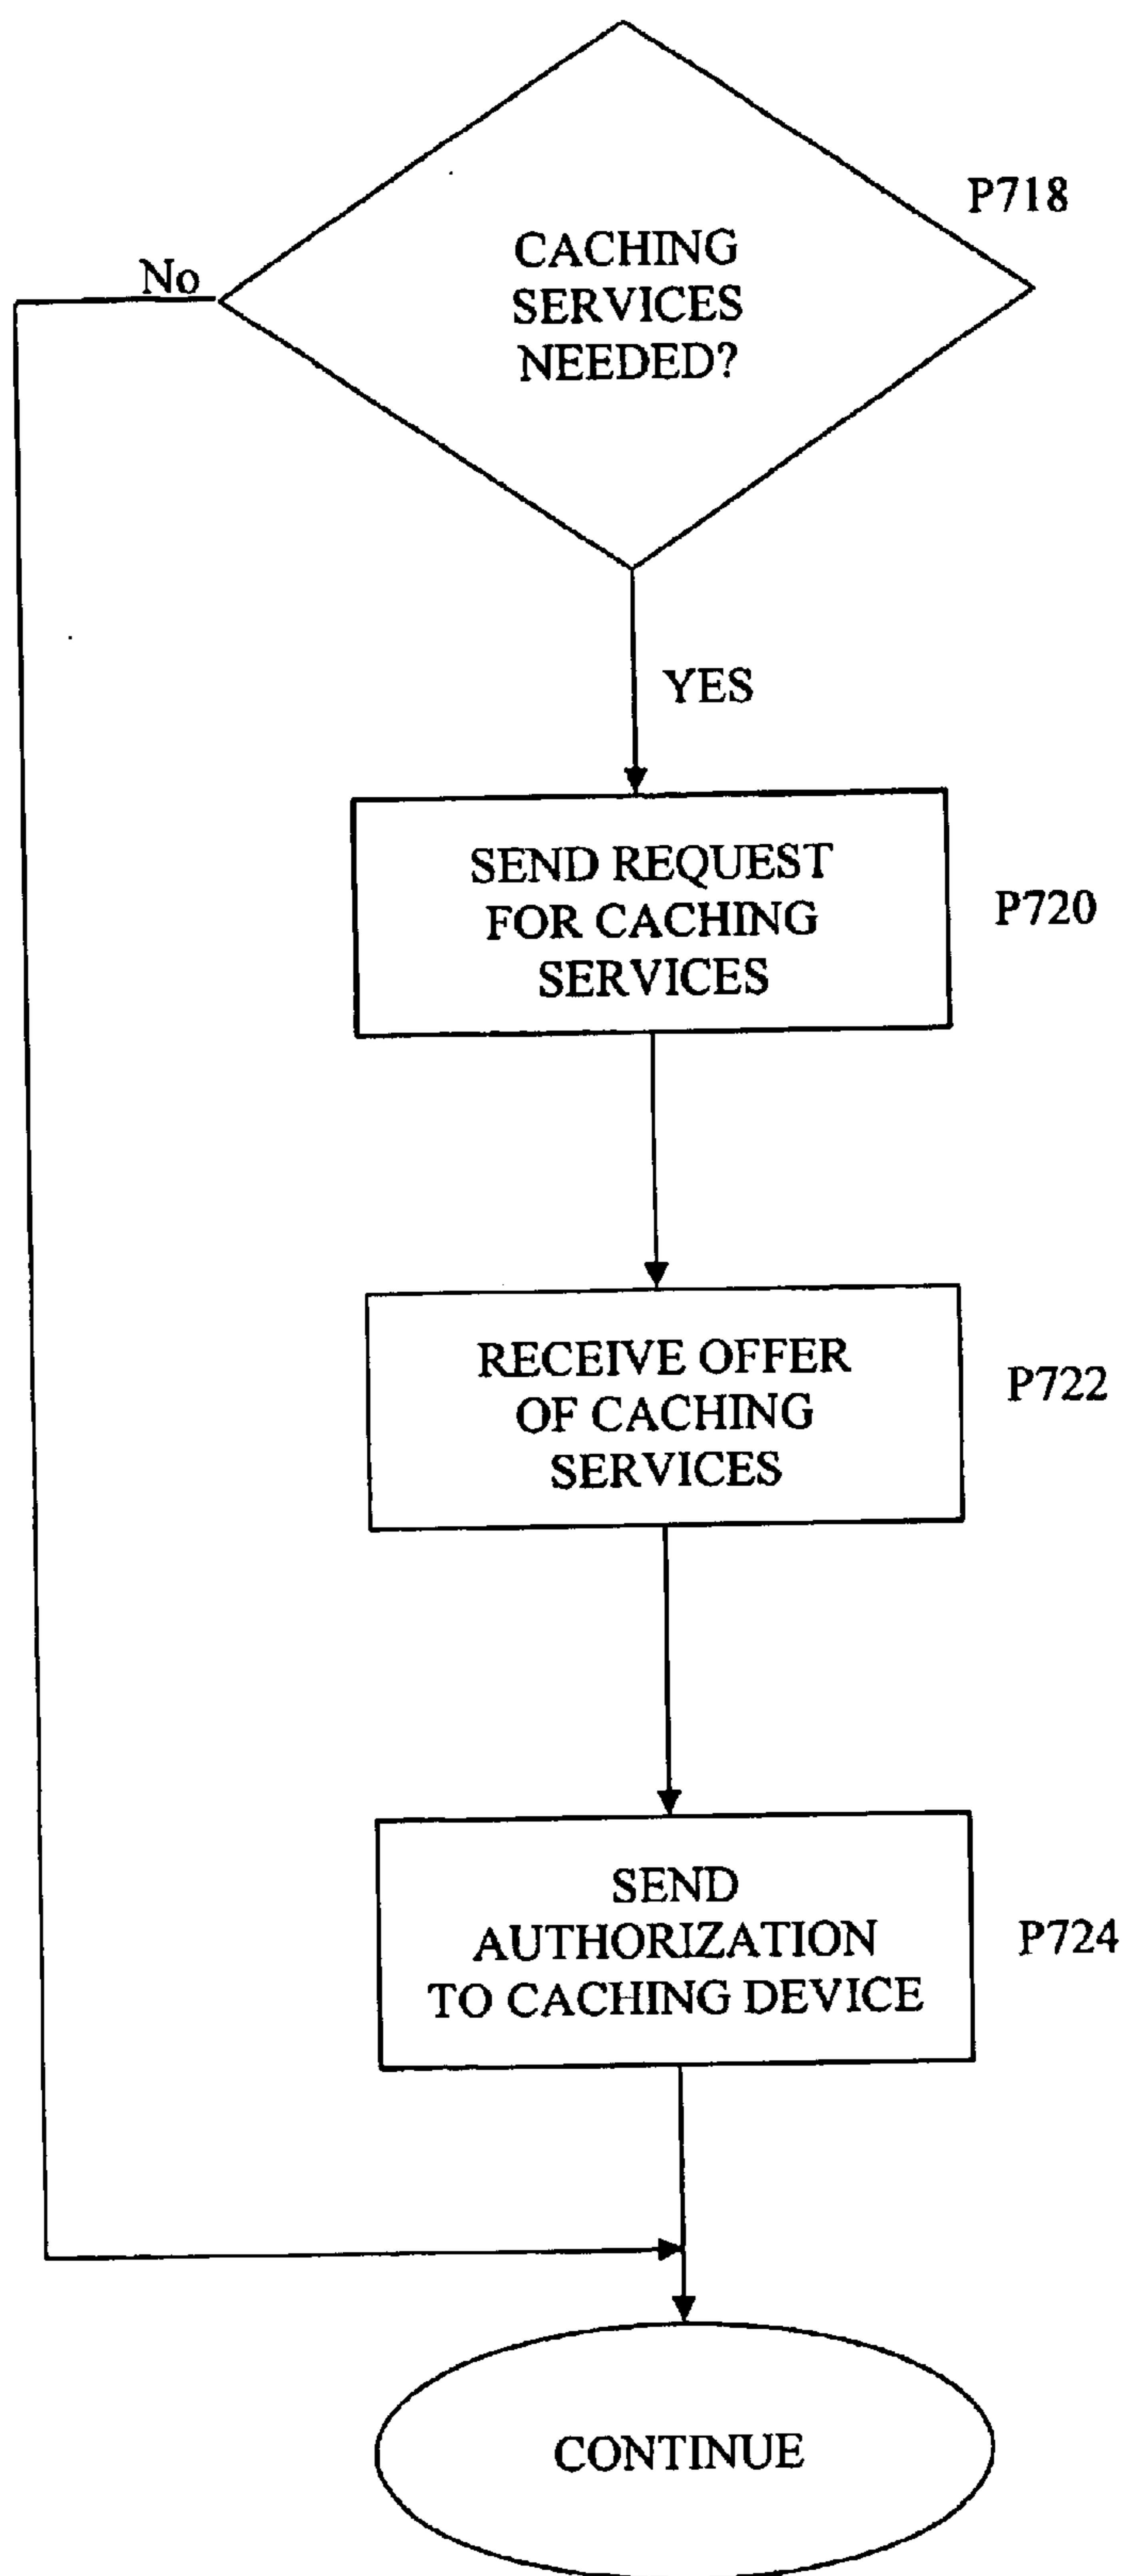 P718
CACHING
SERVICES
NEEDED?
No
YES
SEND REQUEST
FOR CACHING
SERVICES
P720
RECEIVE OFFER
OF CACHING
SERVICES
P722
SEND
AUTHORIZATION
TO CACHING DEVICE
P724
CONTINUE